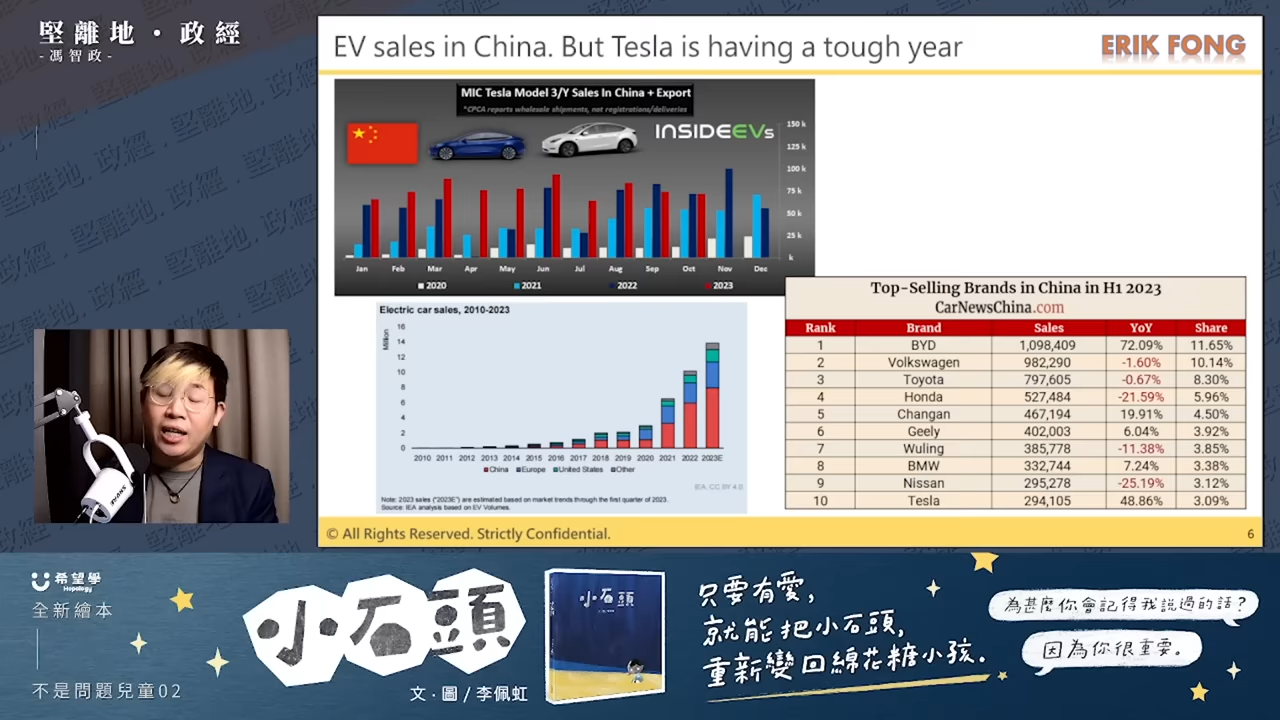 堅離地・政經
-馮智政-
EV sales in China. But Tesla is having a tough year
ERIK FONG
MIC Tesla Model 3/Y Sales In China + Export
*CPCA reports wholesale shipments, not registrations/deliveries
INSIDEEVs
150 k
125 k
100 k
75 k
50 k
25 k
k
Jan Feb Mar Apr May Jun Jul Aug Sep Oct Nov Dec
2020 2021 2022 2023
Electric car sales, 2010-2023
Million
16
14
12
10
8
6
4
2
0
2010 2011 2012 2013 2014 2015 2016 2017 2018 2019 2020 2021 2022 2023E
China Europe United States Other
IEA. CC BY 4.0
Note: 2023 sales ("2023E") are estimated based on market trends through the first quarter of 2023.
Source: IEA analysis based on EV Volumes.
Top-Selling Brands in China in H1 2023
CarNewsChina.com
Rank Brand Sales YoY Share
1 BYD 1,098,409 72.09% 11.65%
2 Volkswagen 982,290 -1.60% 10.14%
3 Toyota 797,605 -0.67% 8.30%
4 Honda 527,484 -21.59% 5.96%
5 Changan 467,194 19.91% 4.50%
6 Geely 402,003 6.04% 3.92%
7 Wuling 385,778 -11.38% 3.85%
8 BMW 332,744 7.24% 3.38%
9 Nissan 295,278 -25.19% 3.12%
10 Tesla 294,105 48.86% 3.09%
© All Rights Reserved. Strictly Confidential.
6
希望學
Hopology
全新繪本
不是問題兒童02
小石頭
文・圖 / 李佩虹
小石頭
只要有愛，
就能把小石頭，
重新變回綿花糖小孩。
為甚麼你會記得我說過的話？
因為你很重要。